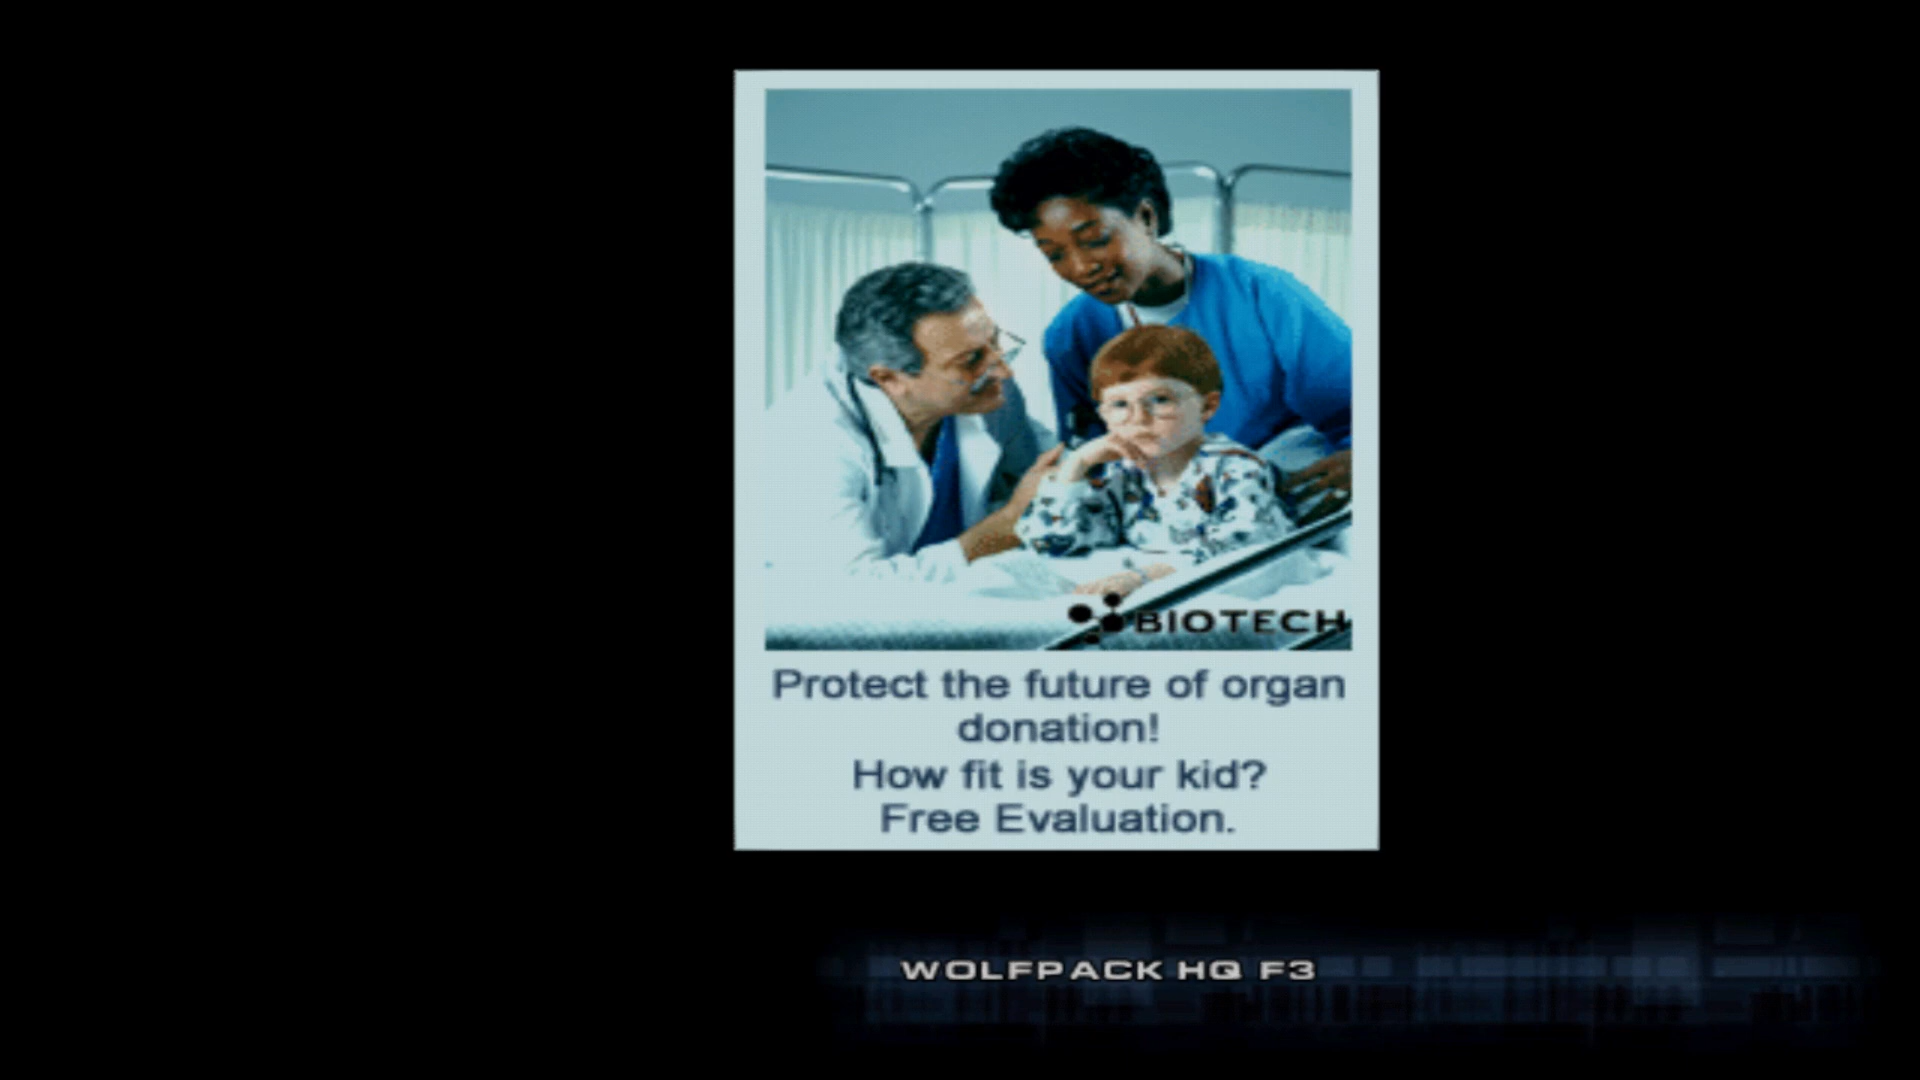 BIOTECH
Protect the future of organ
donation!
How fit is your kid?
Free Evaluation.
WOLFPACK HQ F3